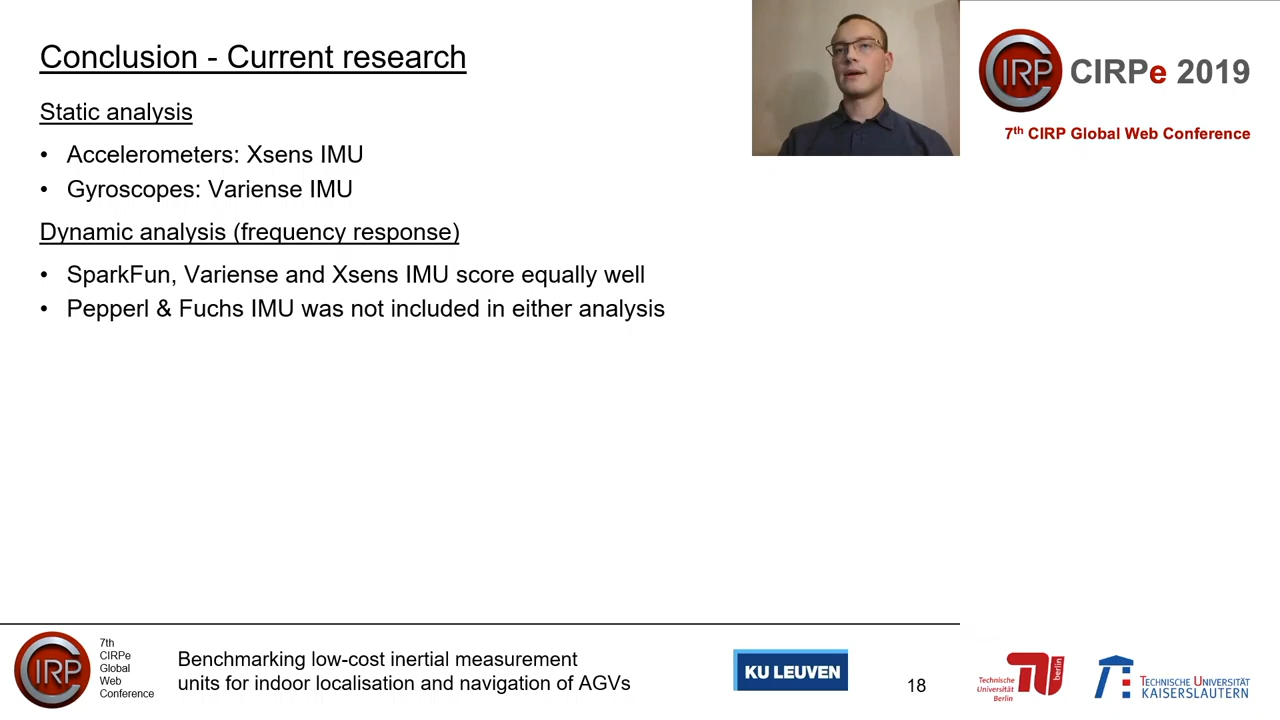 Conclusion - Current research
Static analysis
• Accelerometers: Xsens IMU
• Gyroscopes: Variense IMU
Dynamic analysis (frequency response)
• SparkFun, Variense and Xsens IMU score equally well
• Pepperl & Fuchs IMU was not included in either analysis
CIRP
CIRPe 2019
7th CIRP Global Web Conference
CIRP
7th
CIRPe
Global
Web
Conference
Benchmarking low-cost inertial measurement
units for indoor localisation and navigation of AGVs
KU LEUVEN
18
Technische
Universität
Berlin
berlin
TECHNISCHE UNIVERSITÄT
KAISERSLAUTERN